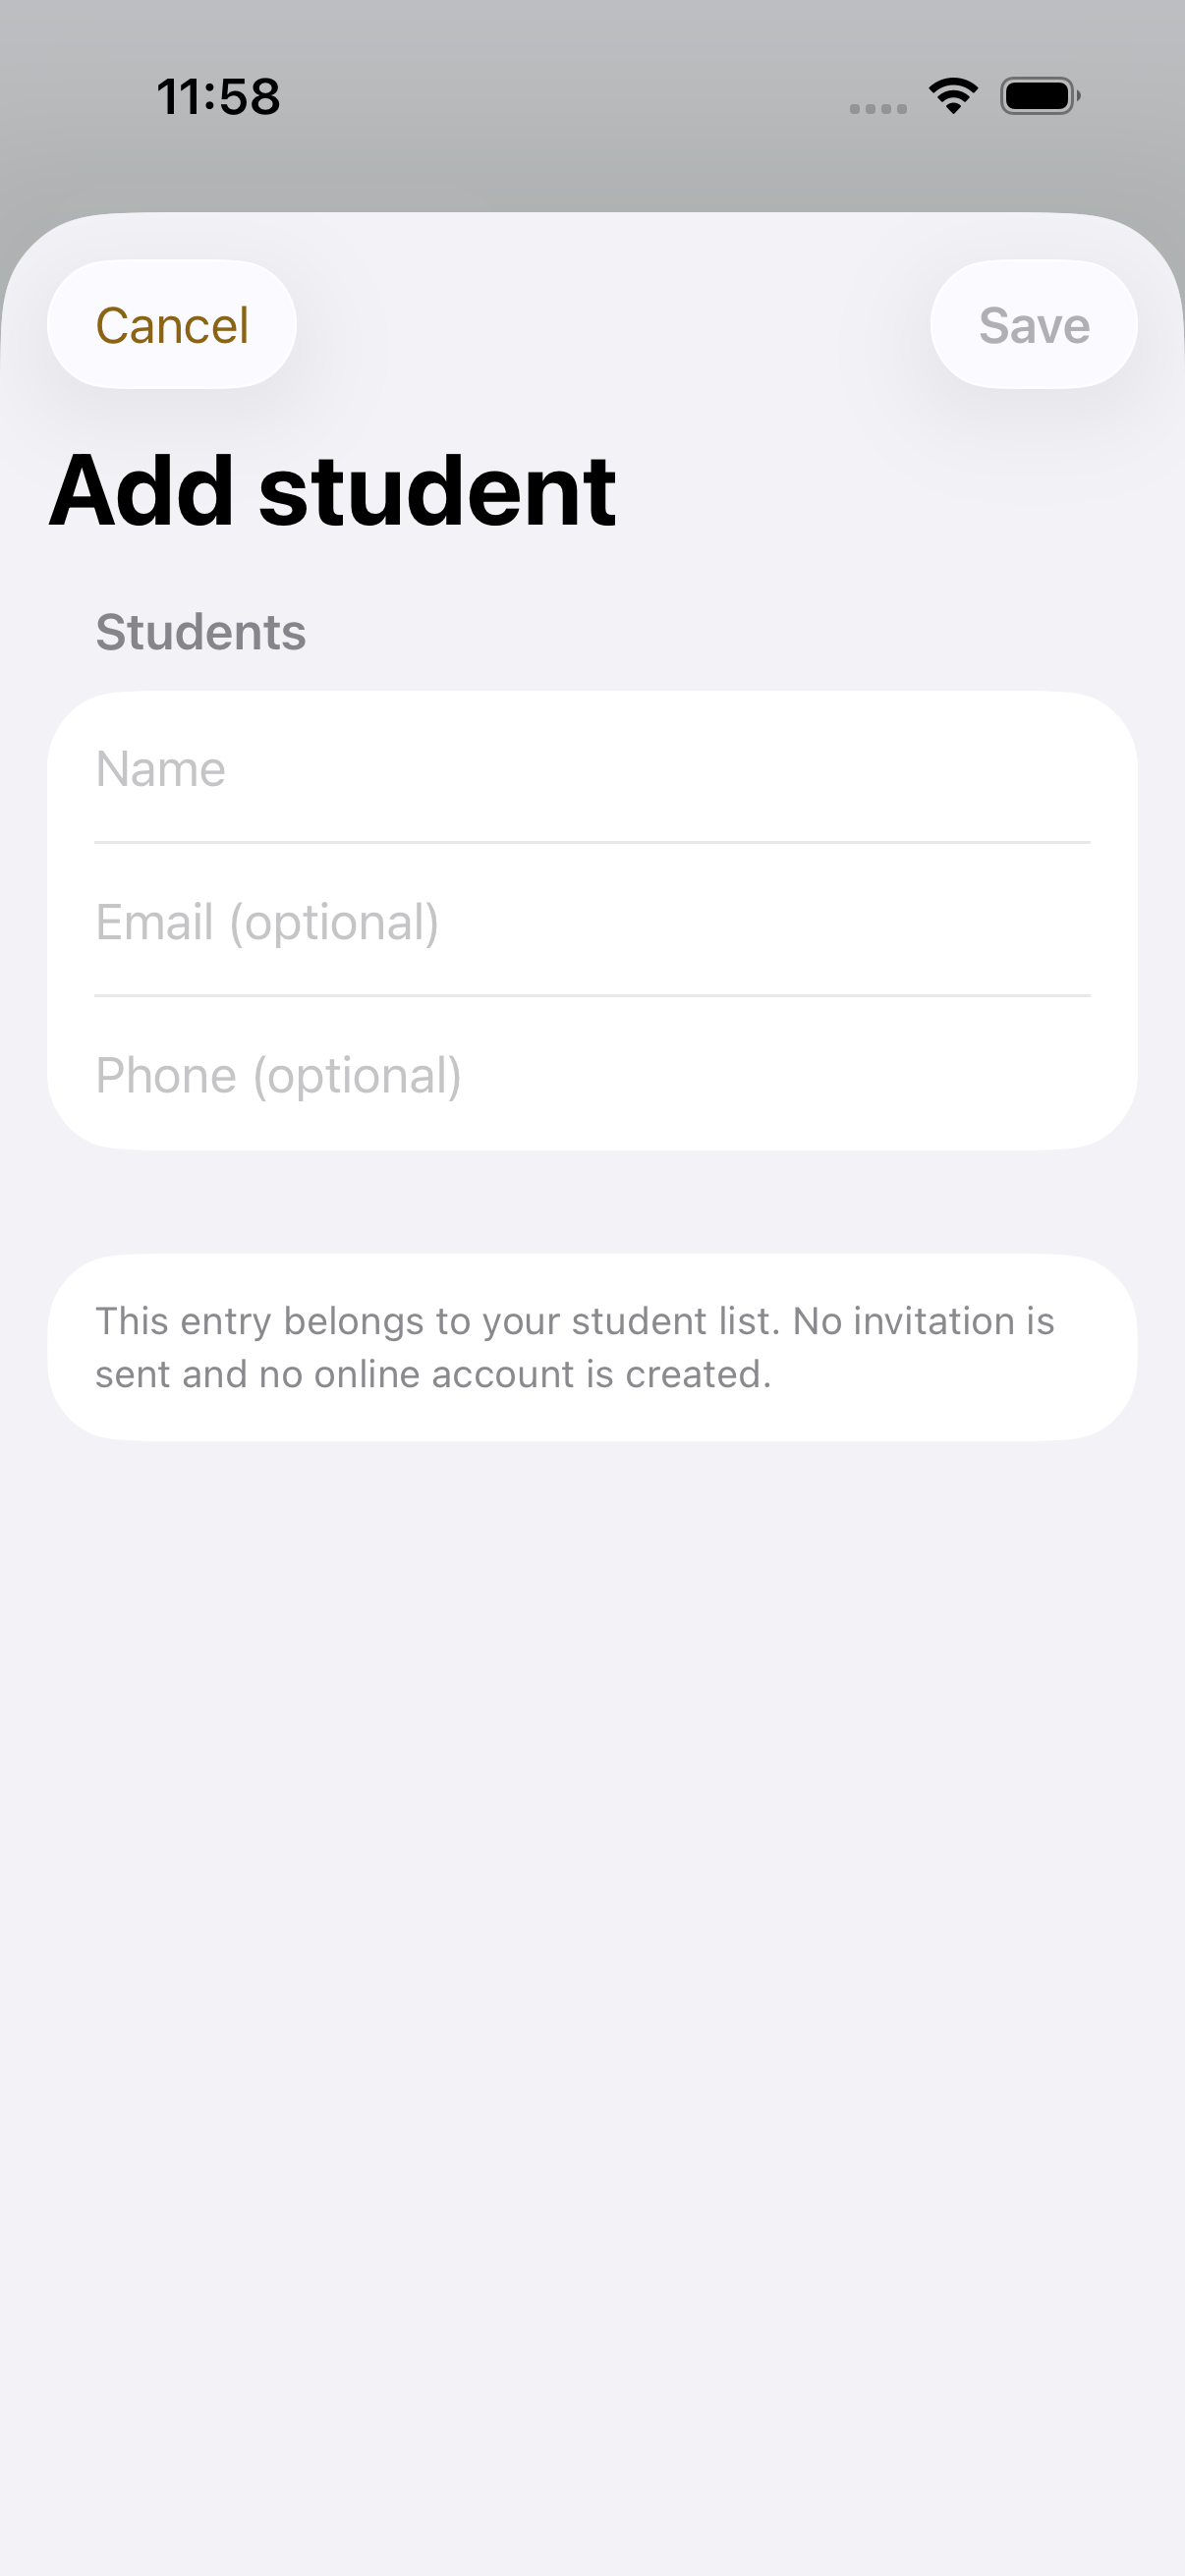 11:58
Cancel
Save
Add student
Students
Name
Email (optional)
Phone (optional)
This entry belongs to your student list. No invitation is
sent and no online account is created.